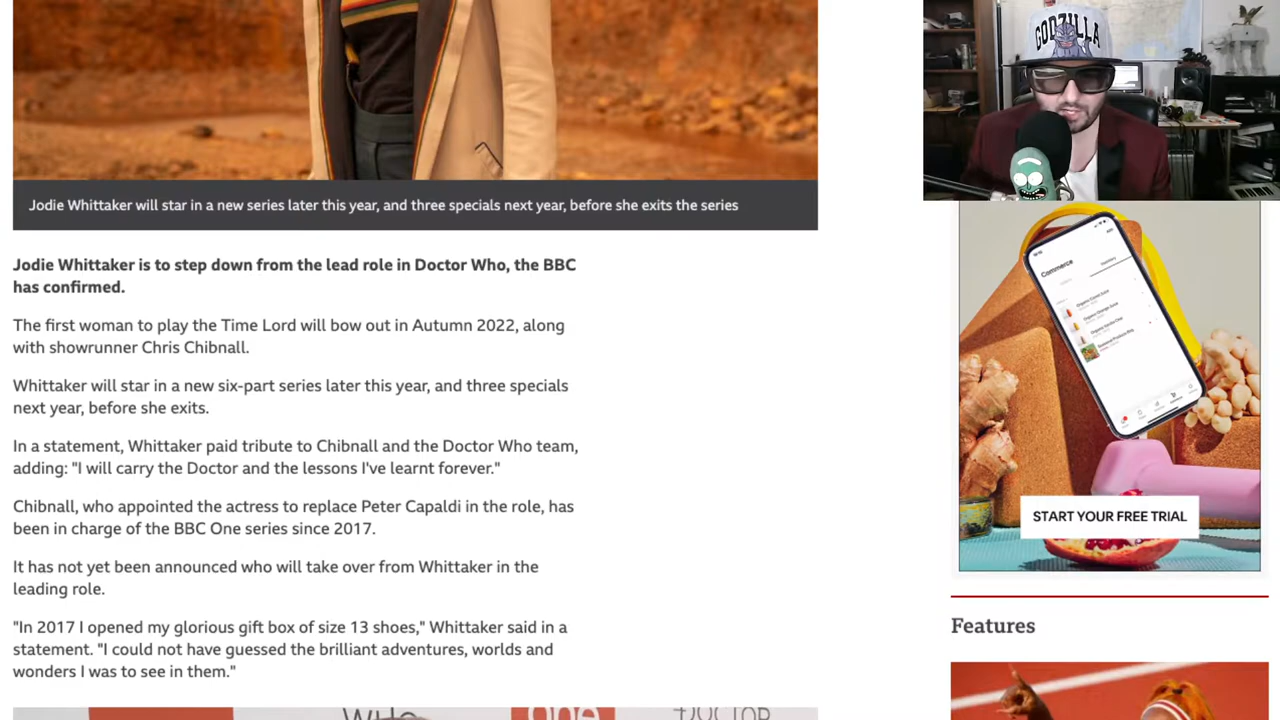 GODZILLA
Jodie Whittaker will star in a new series later this year, and three specials next year, before she exits the series
Jodie Whittaker is to step down from the lead role in Doctor Who, the BBC
has confirmed.
The first woman to play the Time Lord will bow out in Autumn 2022, along
with showrunner Chris Chibnall.
Whittaker will star in a new six-part series later this year, and three specials
next year, before she exits.
In a statement, Whittaker paid tribute to Chibnall and the Doctor Who team,
adding: "I will carry the Doctor and the lessons I've learnt forever."
Chibnall, who appointed the actress to replace Peter Capaldi in the role, has
been in charge of the BBC One series since 2017.
It has not yet been announced who will take over from Whittaker in the
leading role.
"In 2017 I opened my glorious gift box of size 13 shoes," Whittaker said in a
statement. "I could not have guessed the brilliant adventures, worlds and
wonders I was to see in them."
Commerce
START YOUR FREE TRIAL
Features
WHO
one
DOCTOR